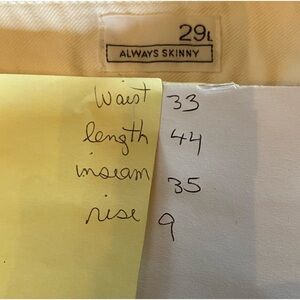 29L
ALWAYS SKINNY
Waist 33
length 44
inseam 35
rise 9